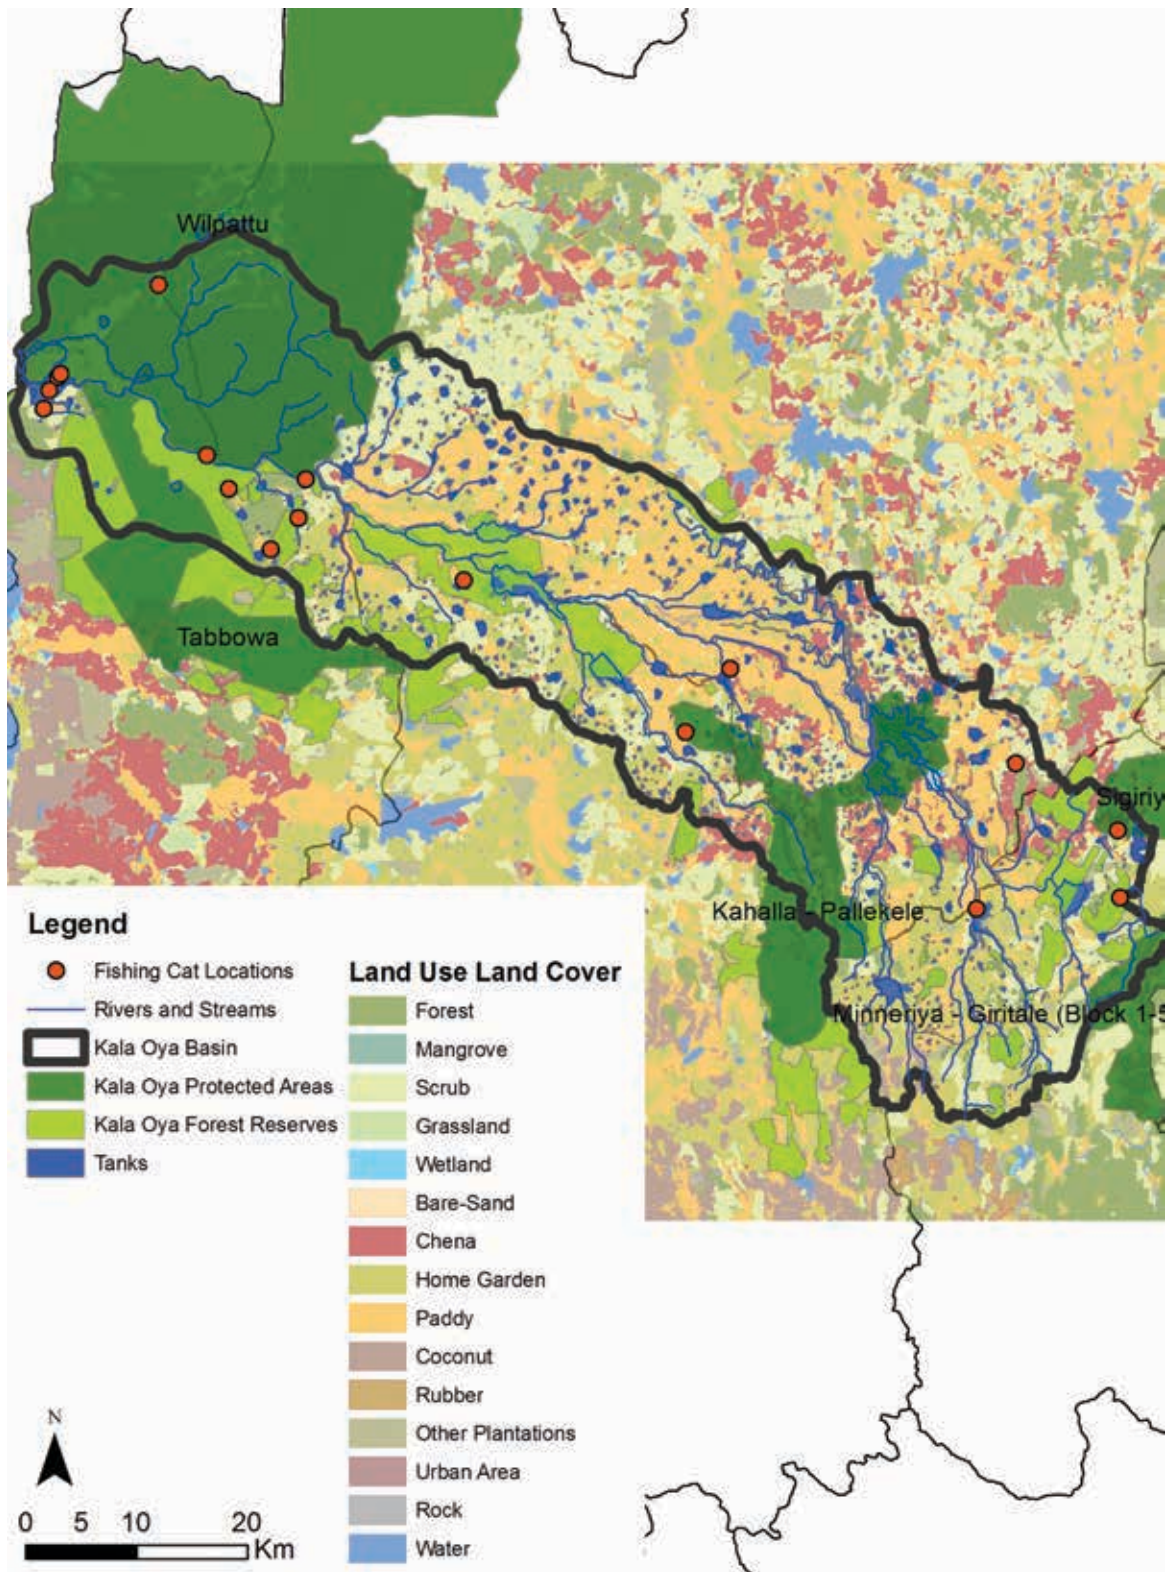 Wilpattu
Tabbowa
Sigiriy
Kahalla - Pallekele
Minneriya - Giritale (Block 1-5
Legend
Fishing Cat Locations
Rivers and Streams
Kala Oya Basin
Kala Oya Protected Areas
Kala Oya Forest Reserves
Tanks
Land Use Land Cover
Forest
Mangrove
Scrub
Grassland
Wetland
Bare-Sand
Chena
Home Garden
Paddy
Coconut
Rubber
Other Plantations
Urban Area
Rock
Water
N
0 5 10 20
Km